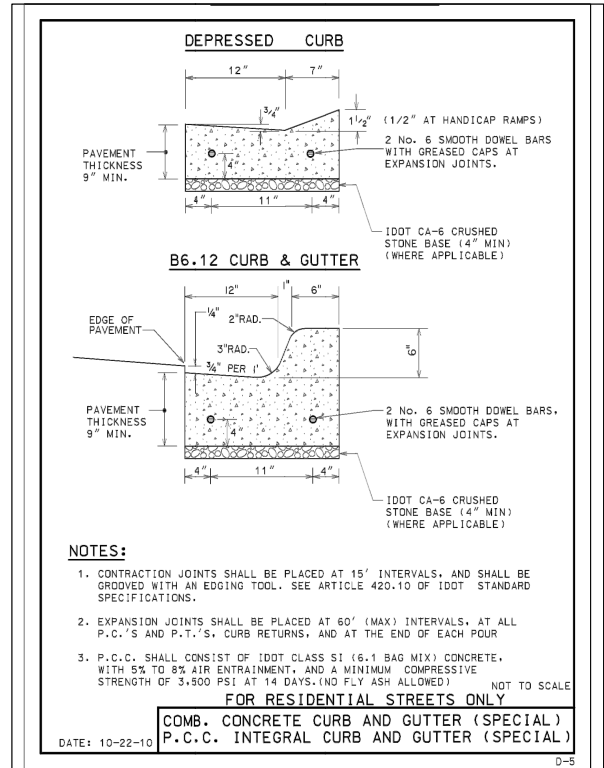 DEPRESSED CURB
12" 7"
3/4"
1 1/2" (1/2" AT HANDICAP RAMPS)
2 No. 6 SMOOTH DOWEL BARS
WITH GREASED CAPS AT
EXPANSION JOINTS.
PAVEMENT
THICKNESS
9" MIN.
4"
4" 11" 4"
IDOT CA-6 CRUSHED
STONE BASE (4" MIN)
(WHERE APPLICABLE)
B6.12 CURB & GUTTER
12" 1" 6"
EDGE OF
PAVEMENT
1/4"
2"RAD.
3"RAD.
3/4" PER 1'
6"
PAVEMENT
THICKNESS
9" MIN.
4"
2 No. 6 SMOOTH DOWEL BARS,
WITH GREASED CAPS AT
EXPANSION JOINTS.
4" 11" 4"
IDOT CA-6 CRUSHED
STONE BASE (4" MIN)
(WHERE APPLICABLE)
NOTES:
1. CONTRACTION JOINTS SHALL BE PLACED AT 15' INTERVALS, AND SHALL BE
GROOVED WITH AN EDGING TOOL. SEE ARTICLE 420.10 OF IDOT STANDARD
SPECIFICATIONS.
2. EXPANSION JOINTS SHALL BE PLACED AT 60' (MAX) INTERVALS, AT ALL
P.C.'S AND P.T.'S, CURB RETURNS, AND AT THE END OF EACH POUR
3. P.C.C. SHALL CONSIST OF IDOT CLASS SI (6.1 BAG MIX) CONCRETE,
WITH 5% TO 8% AIR ENTRAINMENT, AND A MINIMUM COMPRESSIVE
STRENGTH OF 3,500 PSI AT 14 DAYS.(NO FLY ASH ALLOWED)
NOT TO SCALE
FOR RESIDENTIAL STREETS ONLY
COMB. CONCRETE CURB AND GUTTER (SPECIAL)
DATE: 10-22-10 P.C.C. INTEGRAL CURB AND GUTTER (SPECIAL)
D-5